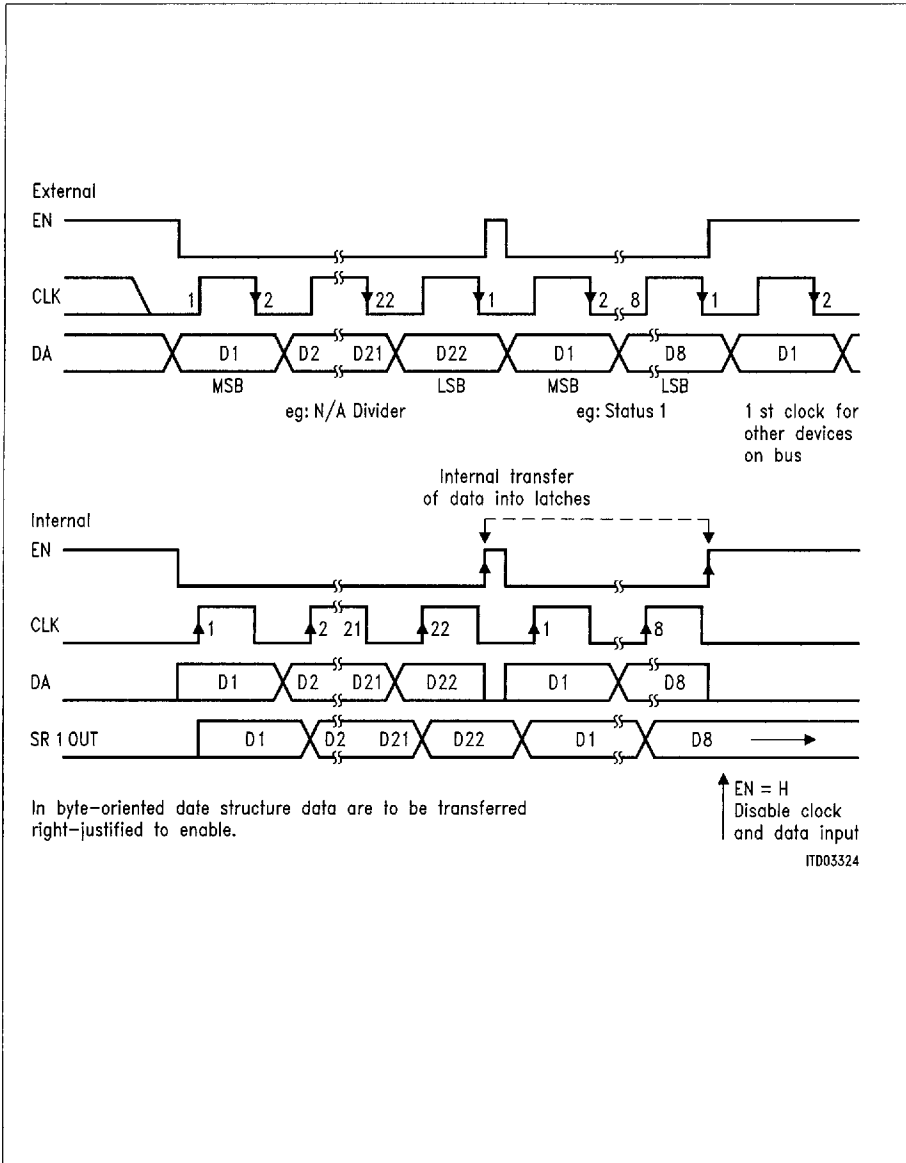 External
EN
CLK 1 2 22 1 2 8 1 2
DA D1 D2 D21 D22 D1 D8 D1
MSB LSB MSB LSB
eg: N/A Divider eg: Status 1 1 st clock for
other devices
on bus
Internal transfer
of data into latches
Internal
EN
CLK 1 2 21 22 1 8
DA D1 D2 D21 D22 D1 D8
SR 1 OUT D1 D2 D21 D22 D1 D8
In byte-oriented date structure data are to be transferred
right-justified to enable.
EN = H
Disable clock
and data input
ITD03324